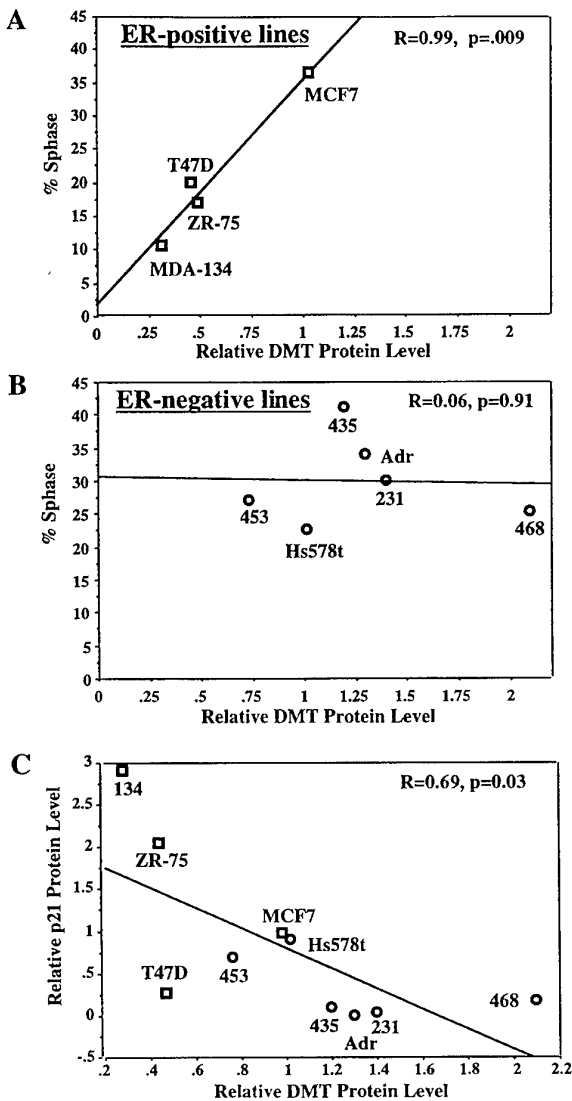 A
ER-positive lines
R=0.99, p=.009
% Sphase
45
40
35
30
25
20
15
10
5
0
MCF7
T47D
ZR-75
MDA-134
0 .25 .5 .75 1 1.25 1.5 1.75 2
Relative DMT Protein Level
B
ER-negative lines
R=0.06, p=0.91
% Sphase
45
40
35
30
25
20
15
10
5
0
435
Adr
231
453
Hs578t
468
0 .25 .5 .75 1 1.25 1.5 1.75 2
Relative DMT Protein Level
C
R=0.69, p=0.03
Relative p21 Protein Level
3
2.5
2
1.5
1
.5
0
-.5
134
ZR-75
MCF7
Hs578t
453
T47D
468
435
231
Adr
.2 .4 .6 .8 1 1.2 1.4 1.6 1.8 2 2.2
Relative DMT Protein Level